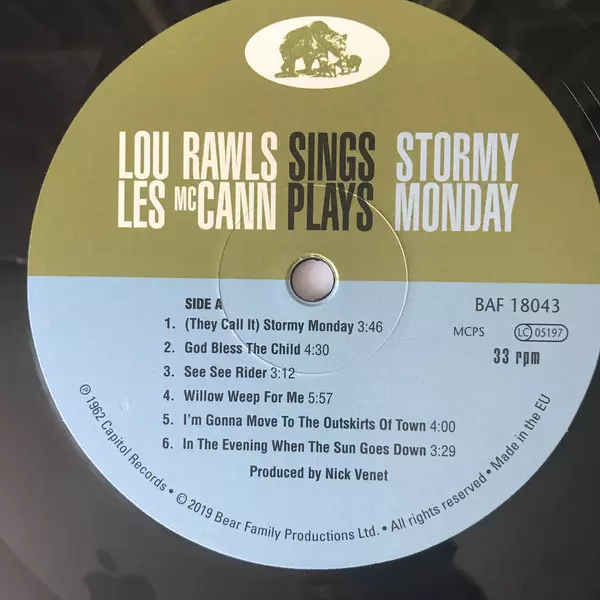 LOU RAWLS SINGS STORMY
LES McCANN PLAYS MONDAY
SIDE A
BAF 18043
1. (They Call It) Stormy Monday 3:46
MCPS LC 05197
2. God Bless The Child 4:30
33 rpm
3. See See Rider 3:12
4. Willow Weep For Me 5:57
5. I'm Gonna Move To The Outskirts Of Town 4:00
6. In The Evening When The Sun Goes Down 3:29
Produced by Nick Venet
℗ 1962 Capitol Records • © 2019 Bear Family Productions Ltd. • All rights reserved • Made in the EU